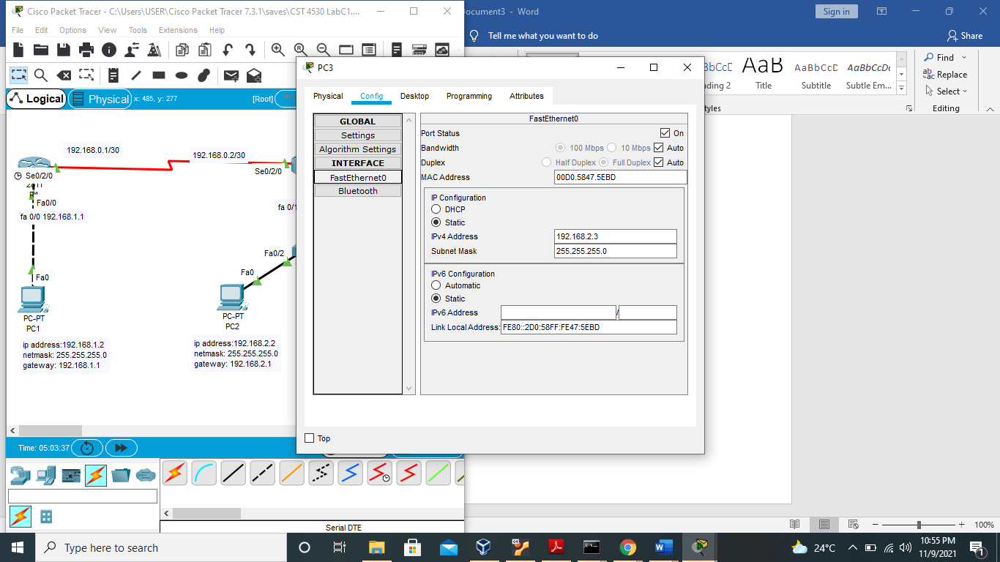 Cisco Packet Tracer - C:\Users\USER\Cisco Packet Tracer 7.3.1\saves\CST 4530 LabC1....
ocument3 - Word
Sign in
File Edit Options View Tools Extensions Help
Tell me what you want to do
Share
PC3
Find
Replace
Select
Editing
AaB
AaBbCcD
Title
Subtitle
Subtle Em...
ading 2
tyles
Logical
Physical
x: 485, y: 277
[Root]
Physical Config Desktop Programming Attributes
GLOBAL
Settings
Algorithm Settings
INTERFACE
FastEthernet0
Bluetooth
FastEthernet0
Port Status
On
Bandwidth
100 Mbps
10 Mbps
Auto
Duplex
Half Duplex
Full Duplex
Auto
MAC Address
00D0.5847.5EBD
IP Configuration
DHCP
Static
IPv4 Address
192.168.2.3
Subnet Mask
255.255.255.0
IPv6 Configuration
Automatic
Static
IPv6 Address
/
Link Local Address:
FE80::2D0:58FF:FE47:5EBD
Top
192.168.0.1/30
192.168.0.2/30
Se0/2/0
Se0/2/0
Fa0/0
fa 0/0 192.168.1.1
fa 0/1
Fa0/2
Fa0
Fa0
PC-PT
PC1
PC-PT
PC2
ip address:192.168.1.2
netmask: 255.255.255.0
gateway: 192.168.1.1
ip address:192.168.2.2
netmask: 255.255.255.0
gateway: 192.168.2.1
Time: 05:03:37
Serial DTE
100%
Type here to search
24°C
10:55 PM
11/9/2021
1